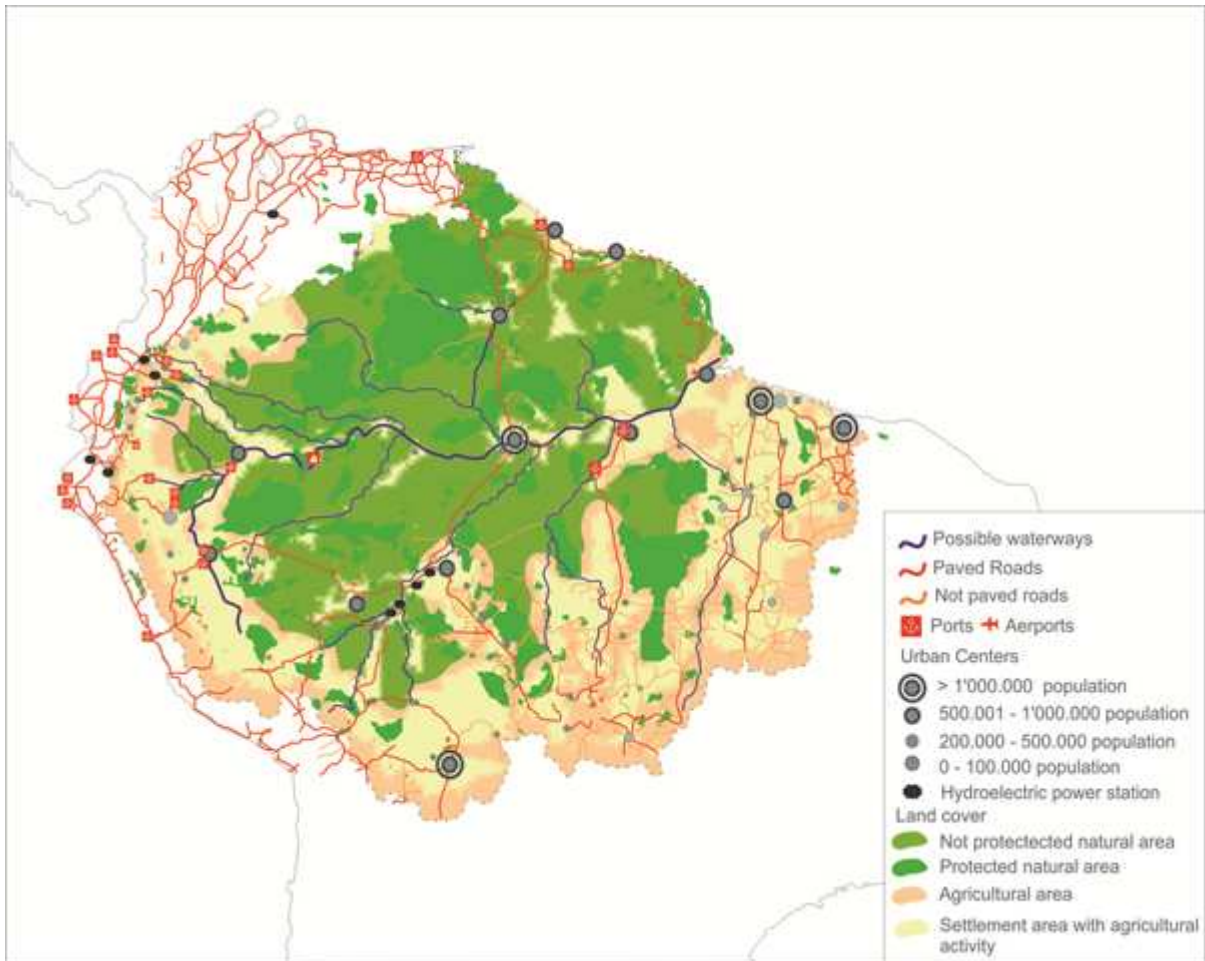 Possible waterways
Paved Roads
Not paved roads
Ports Aerports
Urban Centers
> 1'000.000 population
500.001 - 1'000.000 population
200.000 - 500.000 population
0 - 100.000 population
Hydroelectric power station
Land cover
Not protectected natural area
Protected natural area
Agricultural area
Settlement area with agricultural
activity